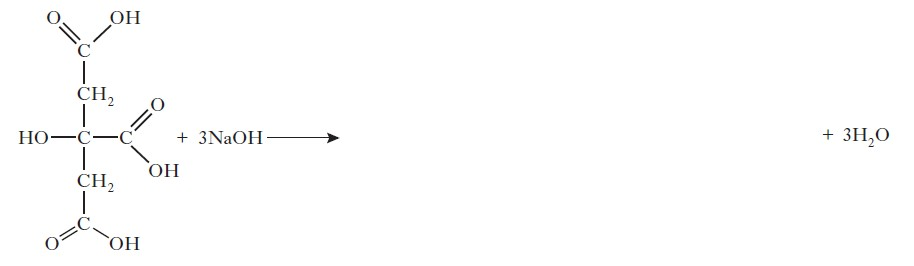 O OH
C
CH₂
O
HO—C—C + 3NaOH ⟶ + 3H₂O
OH
CH₂
C
O OH